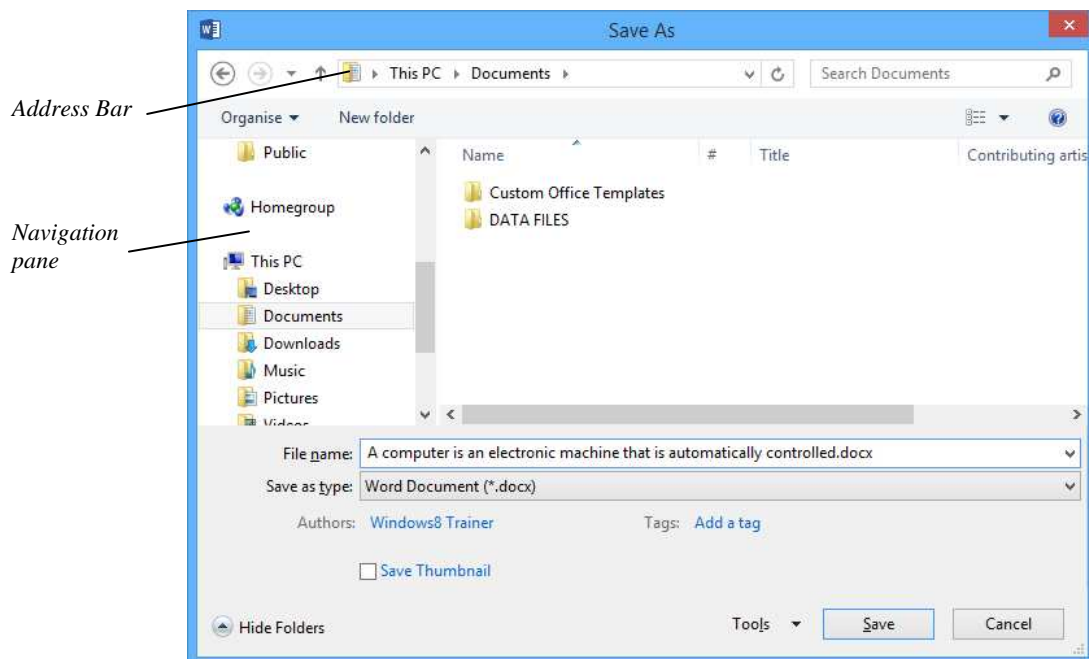 Save As
This PC Documents
Search Documents
Address Bar
Organise New folder
Public
Name # Title Contributing artis
Homegroup
Custom Office Templates
DATA FILES
Navigation
pane
This PC
Desktop
Documents
Downloads
Music
Pictures
Videos
File name: A computer is an electronic machine that is automatically controlled.docx
Save as type: Word Document (*.docx)
Authors: Windows8 Trainer Tags: Add a tag
Save Thumbnail
Hide Folders Tools Save Cancel